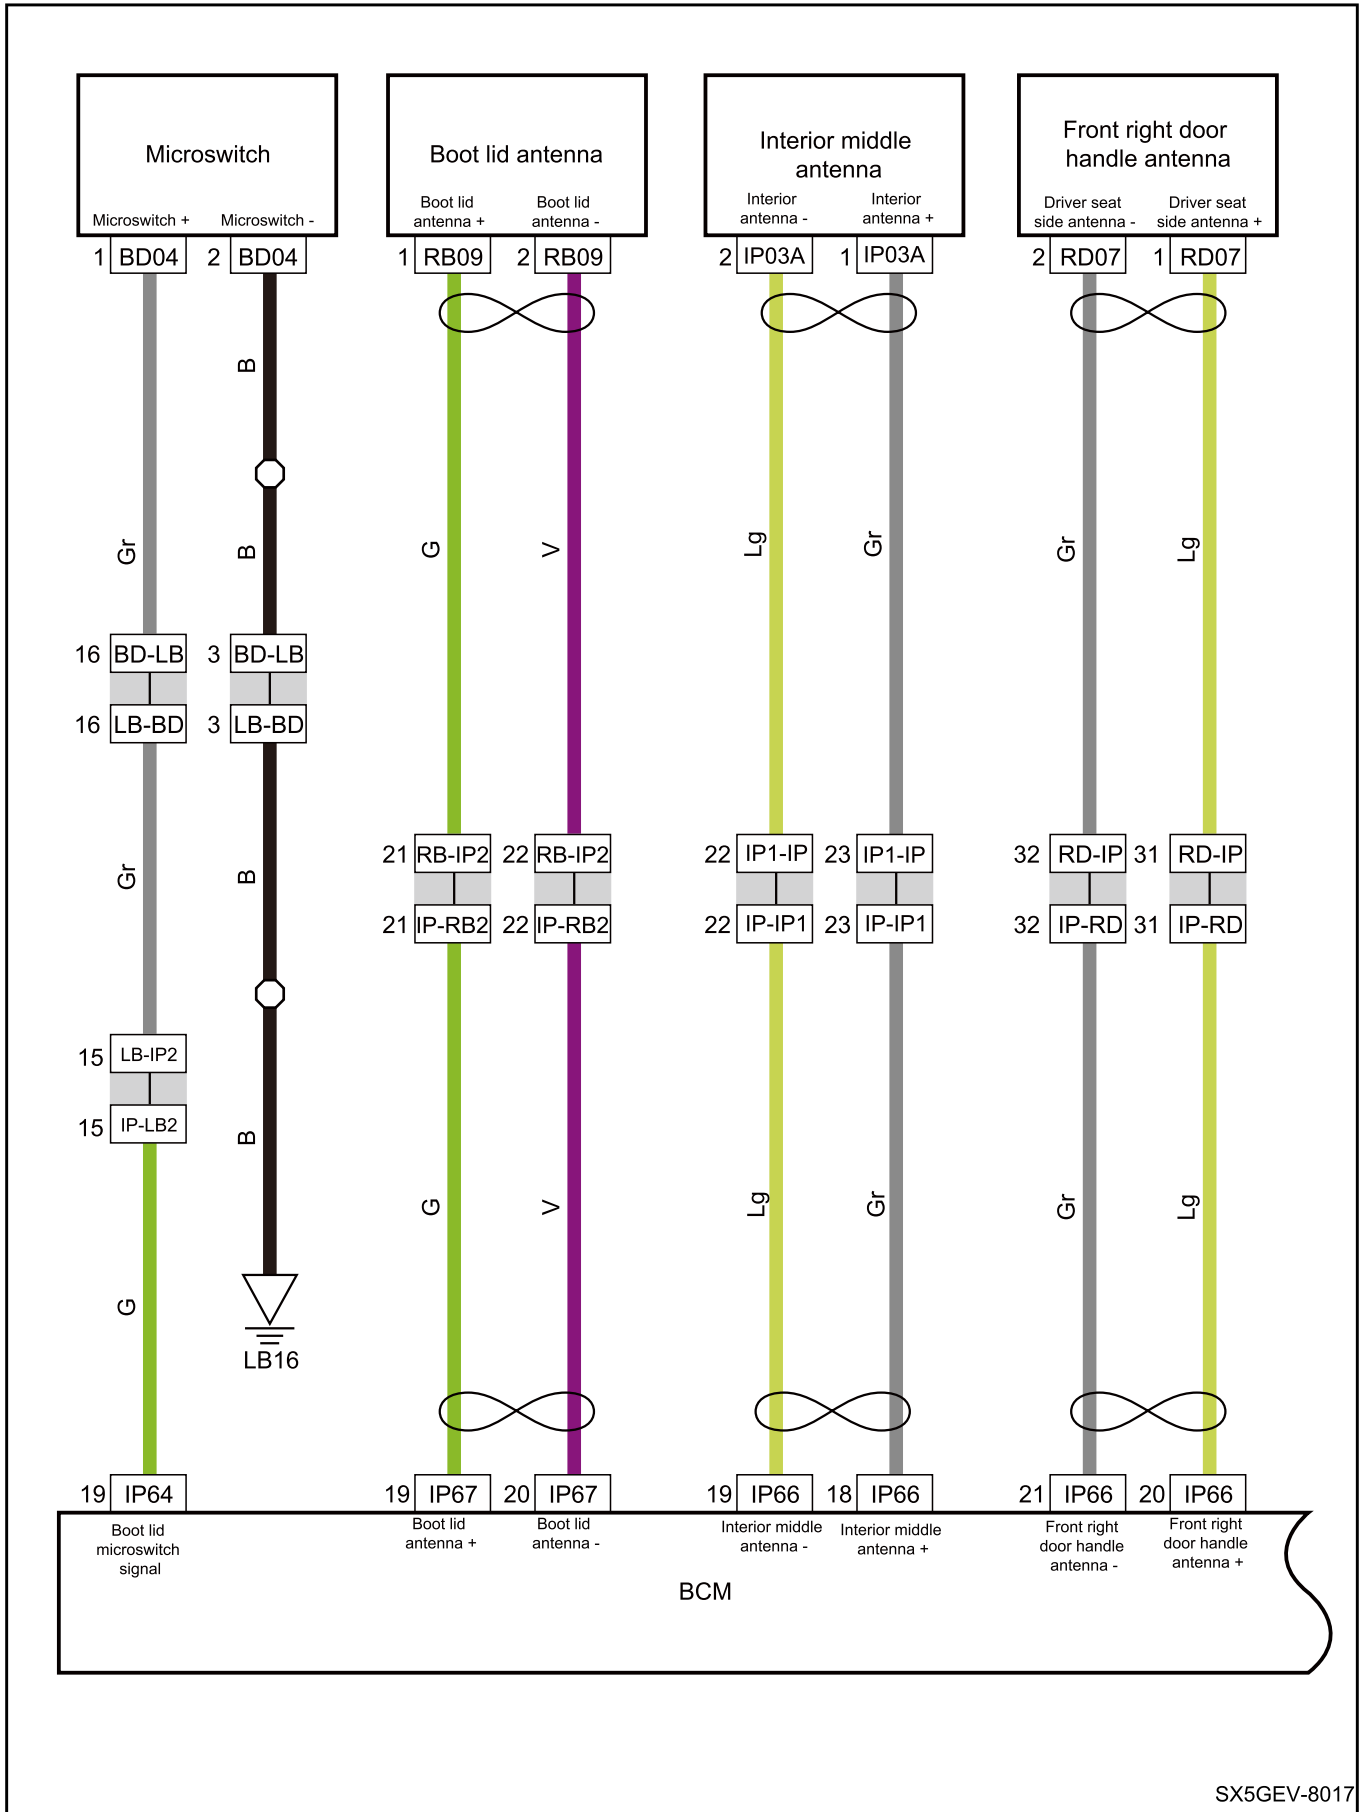 Microswitch
Boot lid antenna
Interior middle
antenna
Front right door
handle antenna
Microswitch +
Microswitch -
Boot lid
antenna +
Boot lid
antenna -
Interior
antenna -
Interior
antenna +
Driver seat
side antenna -
Driver seat
side antenna +
1 BD04 2 BD04 1 RB09 2 RB09 2 IP03A 1 IP03A 2 RD07 1 RD07
B
Gr B G V Lg Gr Gr Lg
16 BD-LB 3 BD-LB
16 LB-BD 3 LB-BD
21 RB-IP2 22 RB-IP2 22 IP1-IP 23 IP1-IP 32 RD-IP 31 RD-IP
Gr B
21 IP-RB2 22 IP-RB2 22 IP-IP1 23 IP-IP1 32 IP-RD 31 IP-RD
15 LB-IP2
15 IP-LB2
B
G V Lg Gr Gr Lg
G
LB16
19 IP64 19 IP67 20 IP67 19 IP66 18 IP66 21 IP66 20 IP66
Boot lid
microswitch
signal
Boot lid
antenna +
Boot lid
antenna -
Interior middle
antenna -
Interior middle
antenna +
Front right
door handle
antenna -
Front right
door handle
antenna +
BCM
SX5GEV-8017